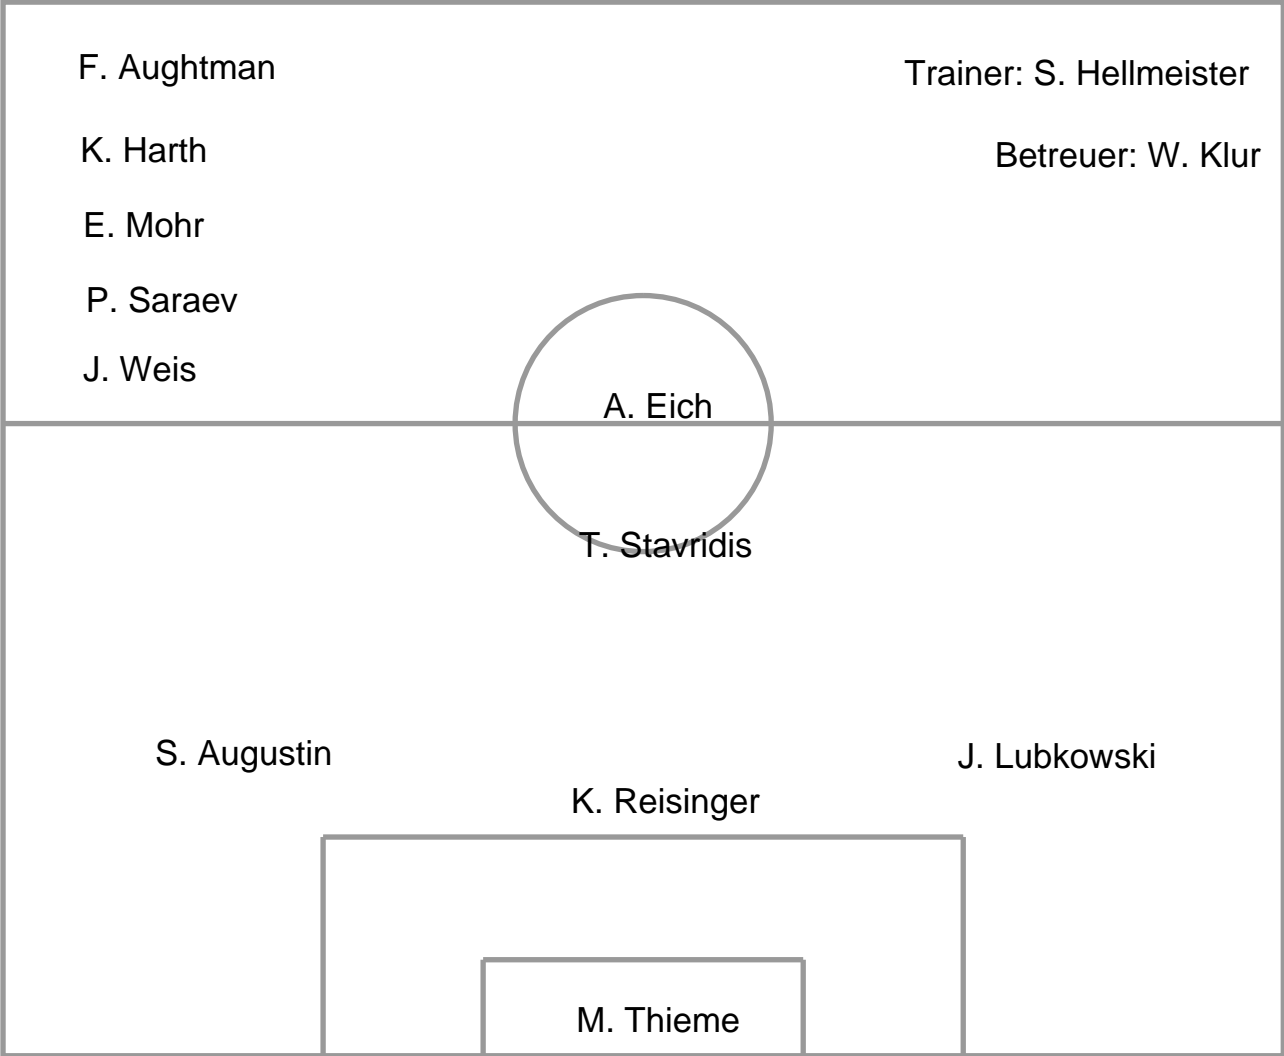 F. Aughtman
Trainer: S. Hellmeister
K. Harth
Betreuer: W. Klur
E. Mohr
P. Saraev
J. Weis
A. Eich
T. Stavridis
S. Augustin
J. Lubkowski
K. Reisinger
M. Thieme